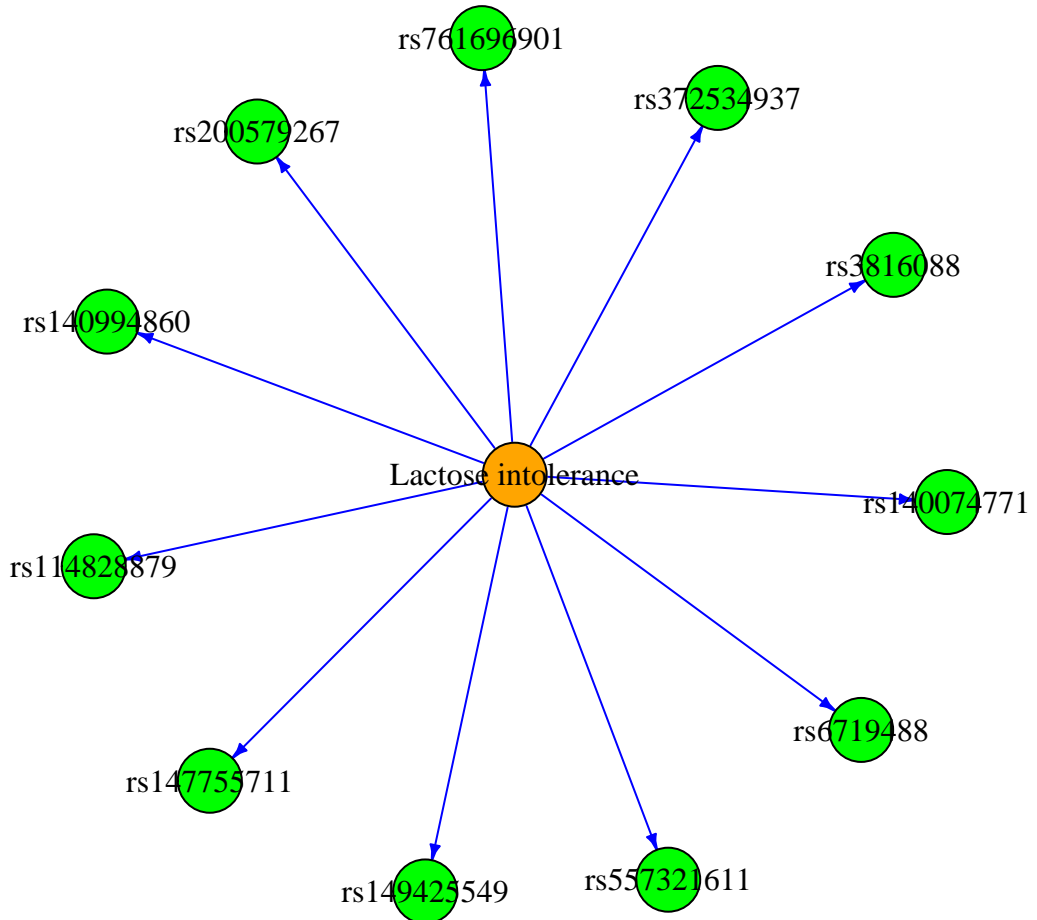 rs761696901
rs372534937
rs200579267
rs3816088
rs140994860
Lactose intolerance
rs140074771
rs114828879
rs6719488
rs147755711
rs557321611
rs149425549